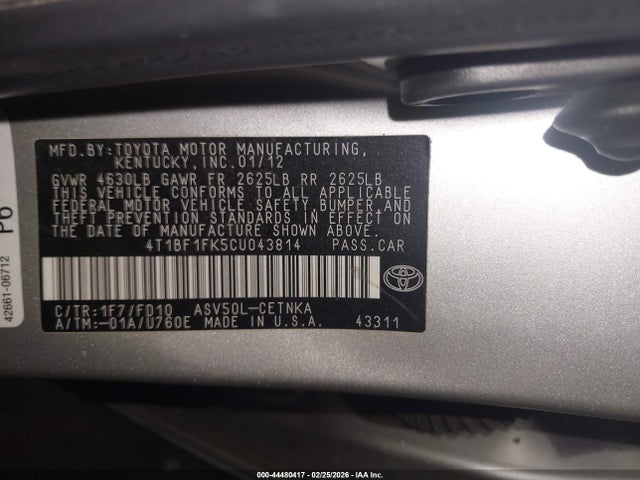 MFD.BY:TOYOTA MOTOR MANUFACTURING,
KENTUCKY,INC.01/12
GVWR 4630LB GAWR FR 2625LB RR 2625LB
THIS VEHICLE CONFORMS TO ALL APPLICABLE
FEDERAL MOTOR VEHICLE SAFETY,BUMPER,AND
THEFT PREVENTION STANDARDS IN EFFECT ON
THE DATE OF MANUFACTURE SHOWN ABOVE.
4T1BF1FK5CU043814 PASS.CAR
C/TR:1F7/FD10 ASV50L-CETNKA
A/TM:-01A/U760E MADE IN U.S.A. 43311
TOYOTA
42661-06712
P6
000-44480417 - 02/25/2026 - IAA Inc.